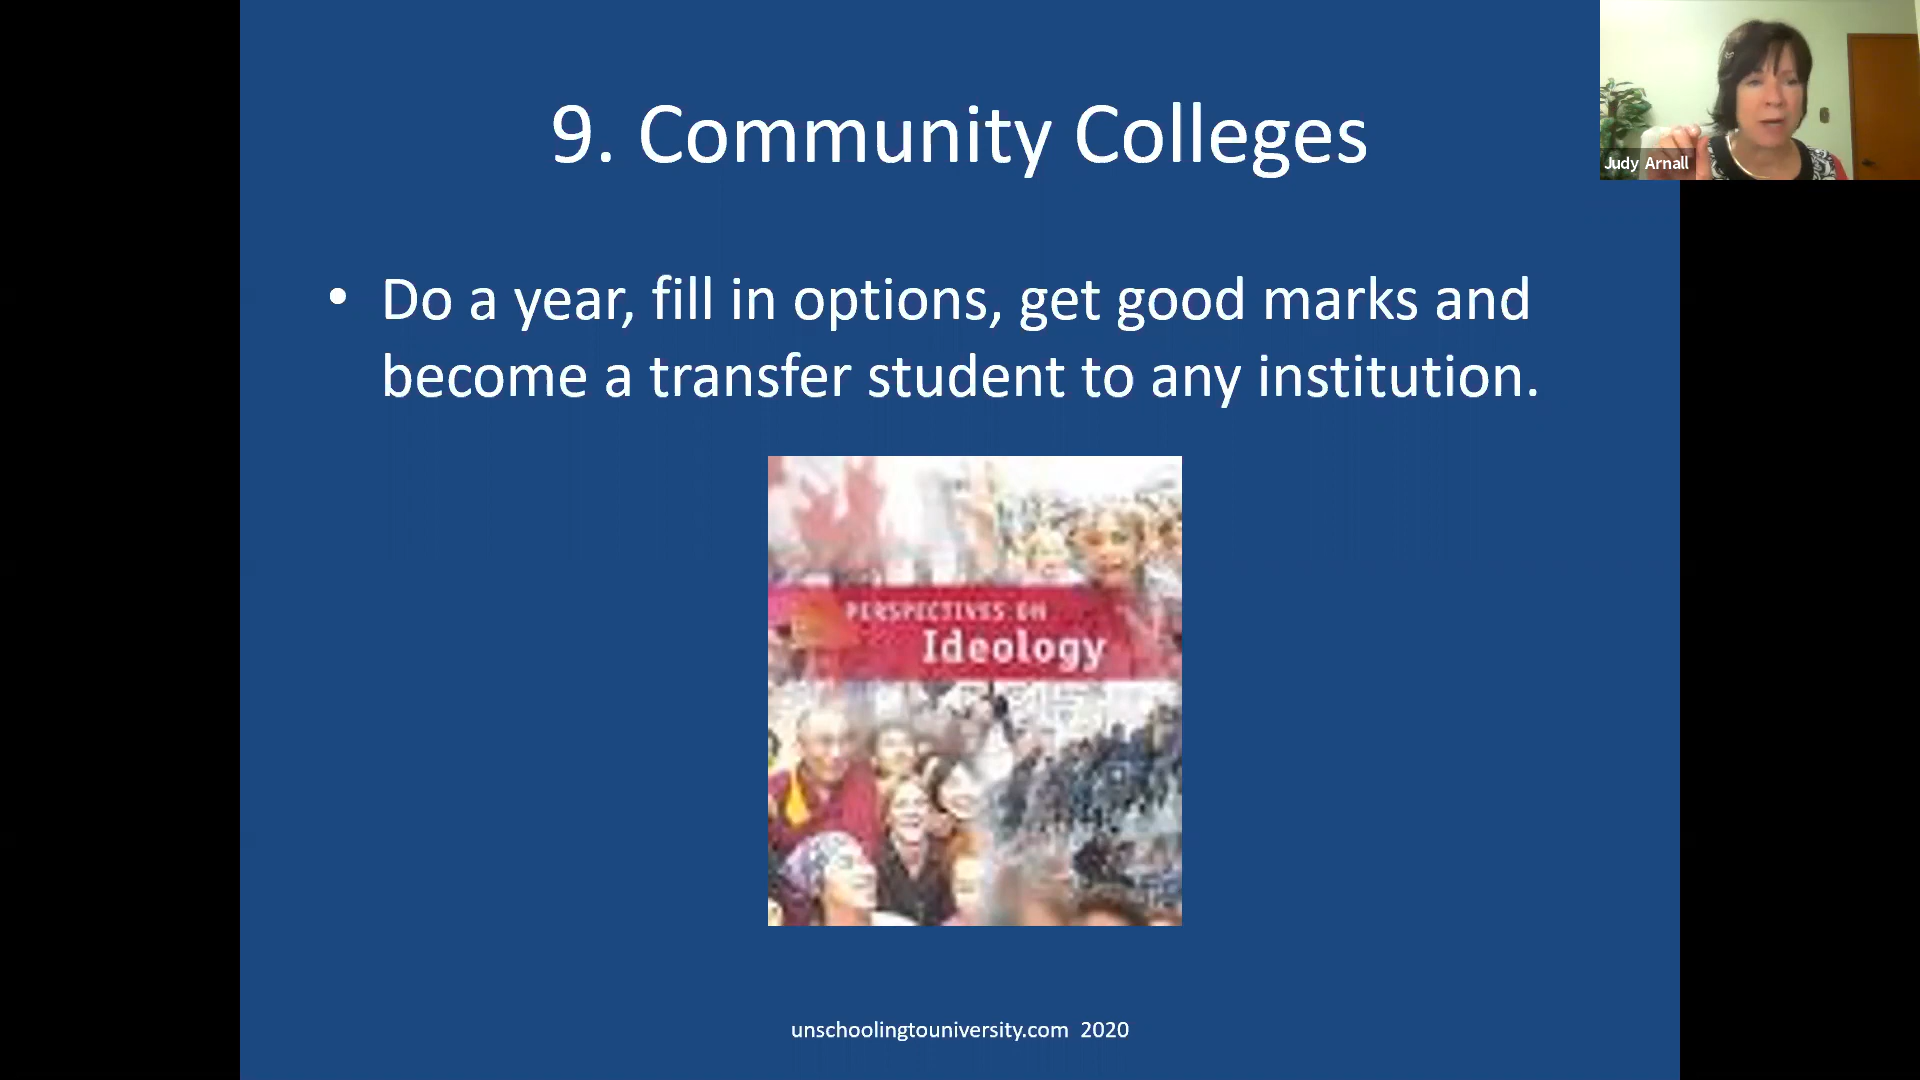 9. Community Colleges
Judy Arnall
• Do a year, fill in options, get good marks and
become a transfer student to any institution.
PERSPECTIVES ON
Ideology
unschoolingtouniversity.com 2020